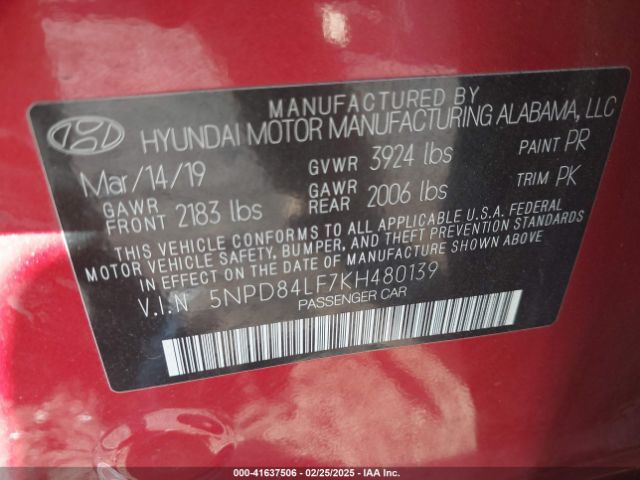 MANUFACTURED BY
HYUNDAI MOTOR MANUFACTURING ALABAMA, LLC
Mar/14/19 GVWR 3924 lbs PAINT PR
GAWR FRONT 2183 lbs GAWR REAR 2006 lbs TRIM PK
THIS VEHICLE CONFORMS TO ALL APPLICABLE U.S.A. FEDERAL
MOTOR VEHICLE SAFETY, BUMPER, AND THEFT PREVENTION STANDARDS
IN EFFECT ON THE DATE OF MANUFACTURE SHOWN ABOVE.
V.I.N 5NPD84LF7KH480139
PASSENGER CAR
© IN - 41637506 - 02/25/2025 - IAA HOLDINGS, LLC